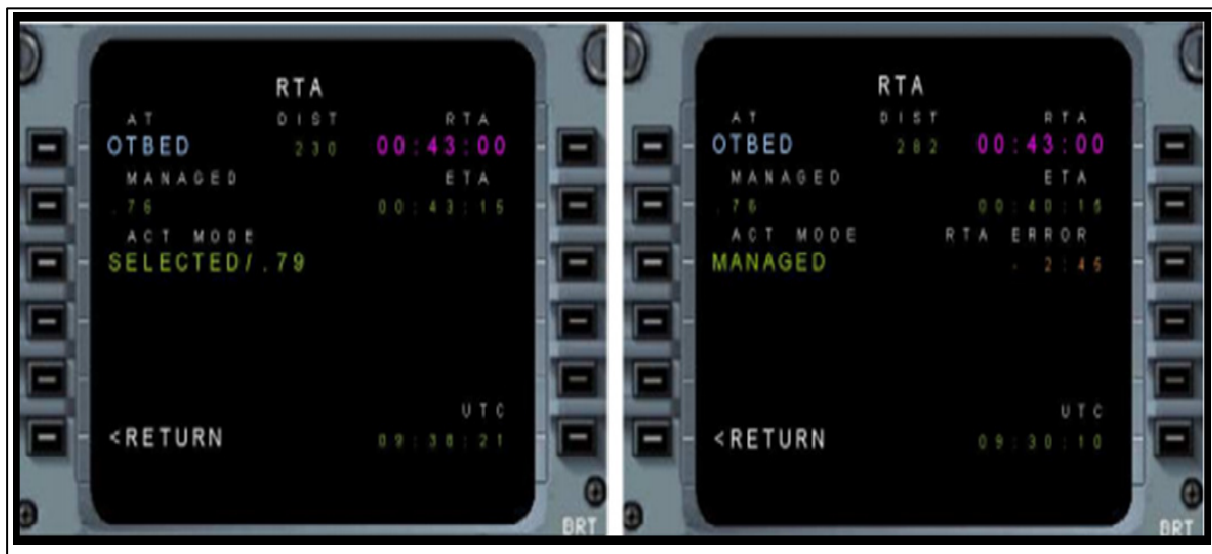 RTA
AT DIST RTA
OTBED 230 00:43:00
MANAGED ETA
.76 00:43:15
ACT MODE
SELECTED/.79
UTC
<RETURN 09:38:21
BRT
RTA
AT DIST RTA
OTBED 282 00:43:00
MANAGED ETA
.76 00:40:15
ACT MODE RTA ERROR
MANAGED - 2:45
UTC
<RETURN 09:30:10
BRT